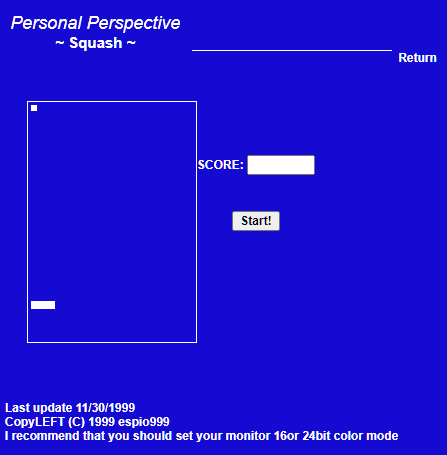 Personal Perspective
~ Squash ~
Return
SCORE:
Start!
Last update 11/30/1999
CopyLEFT (C) 1999 espio999
I recommend that you should set your monitor 16or 24bit color mode